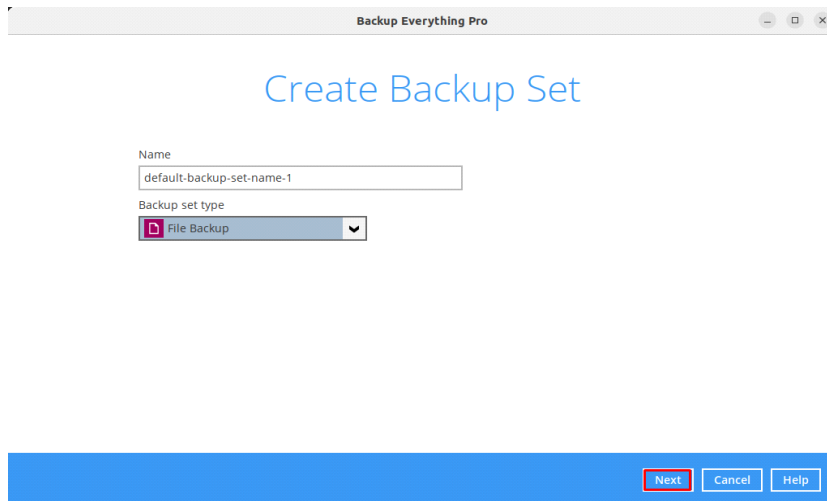 Backup Everything Pro
Create Backup Set
Name
default-backup-set-name-1
Backup set type
File Backup
Next Cancel Help